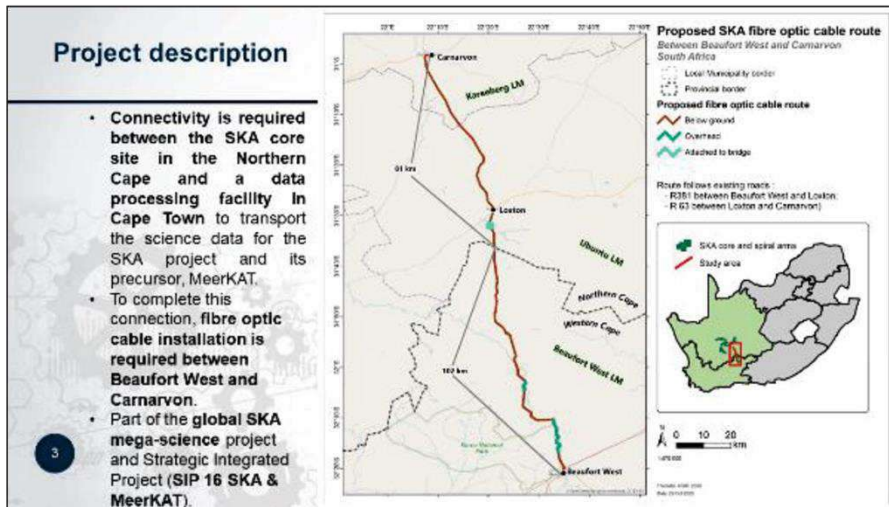 Project description
• Connectivity is required
between the SKA core
site in the Northern
Cape and a data
processing facility in
Cape Town to transport
the science data for the
SKA project and its
precursor, MeerKAT.
• To complete this
connection, fibre optic
cable installation is
required between
Beaufort West and
Carnarvon.
• Part of the global SKA
mega-science project
and Strategic Integrated
Project (SIP 16 SKA &
MeerKAT).
3
Carnarvon
Kareeberg LM
Loxton
Ubuntu LM
Northern Cape
Western Cape
Beaufort West LM
102 km
Beaufort West
Proposed SKA fibre optic cable route
Between Beaufort West and Carnarvon
South Africa
Local Municipality border
Provincial border
Proposed fibre optic cable route
Below ground
Overhead
Attached to bridge
Route follows existing roads :
- R381 between Beaufort West and Loxton;
- R 63 between Loxton and Carnarvon)
SKA core and spiral arms
Study area
N
0 10 20
km